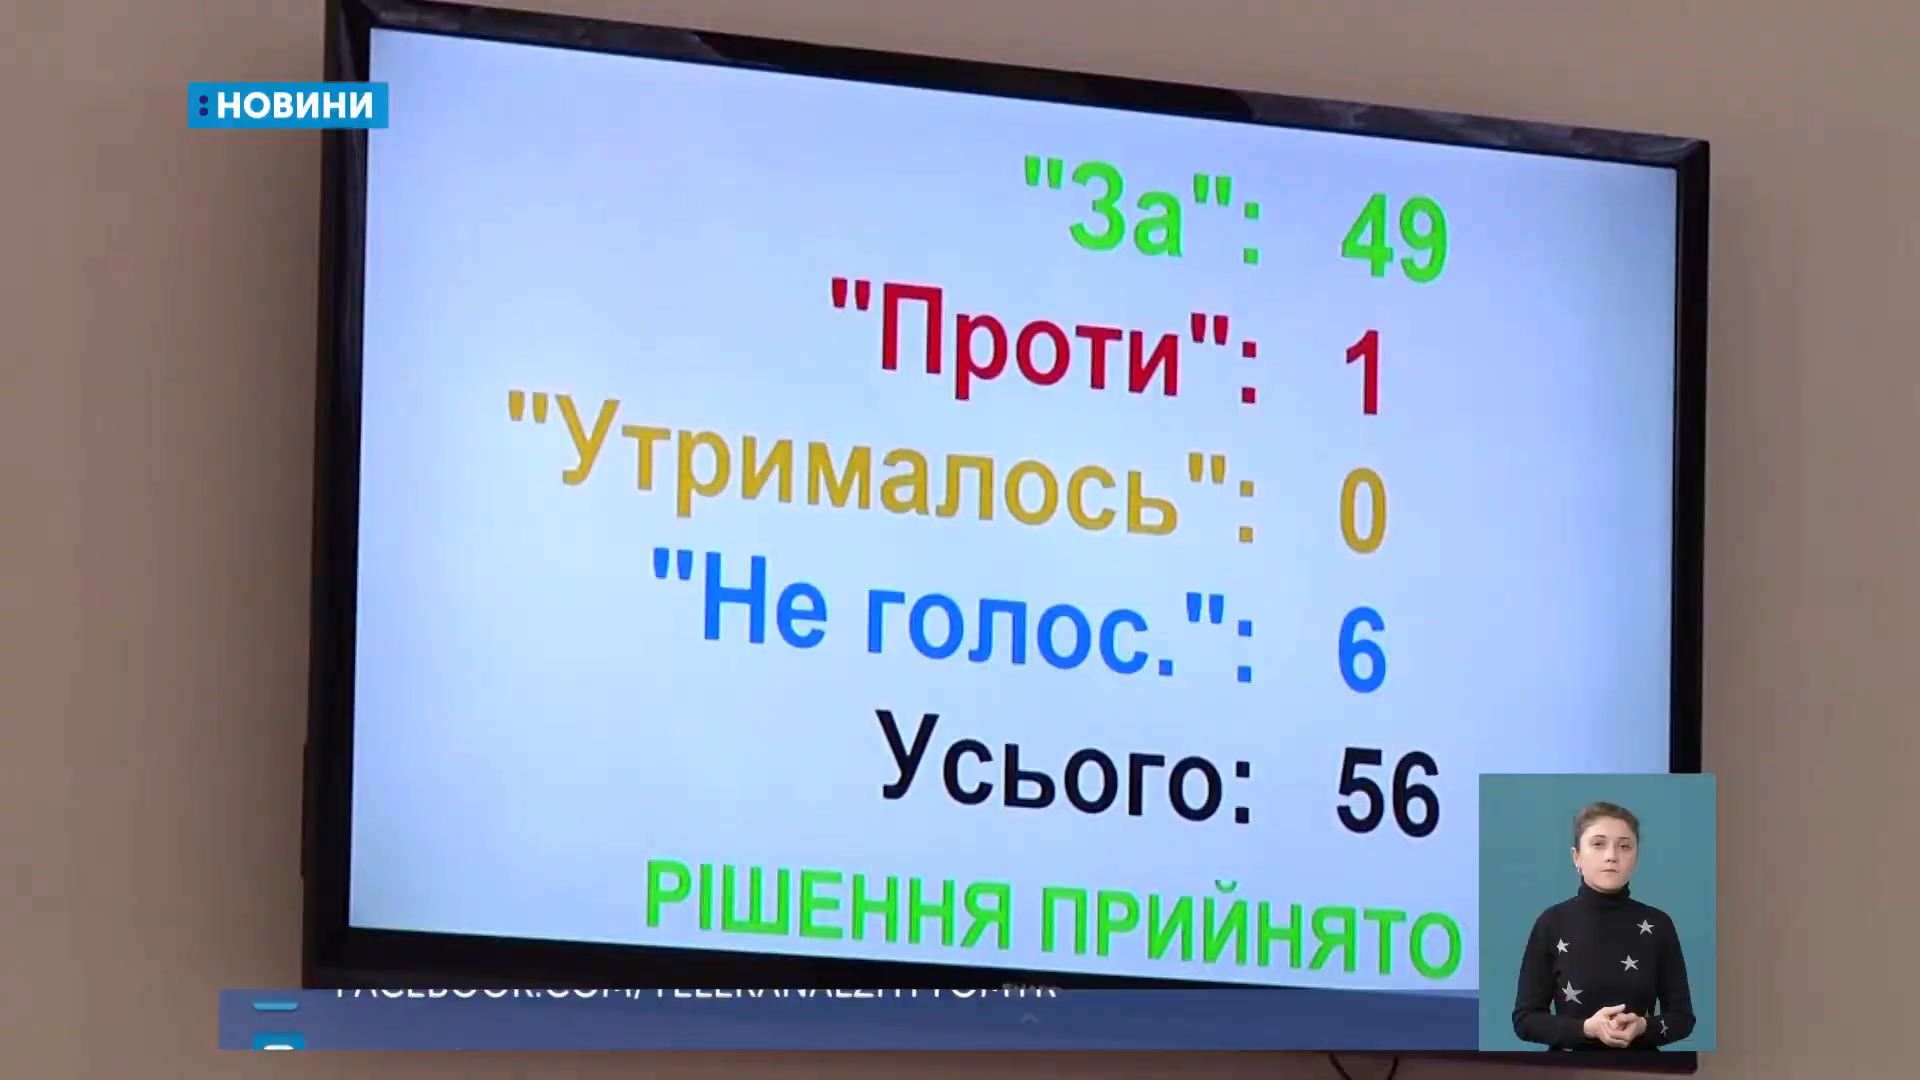 НОВИНИ
"За": 49
"Проти": 1
"Утрималось": 0
"Не голос.": 6
Усього: 56
РІШЕННЯ ПРИЙНЯТО